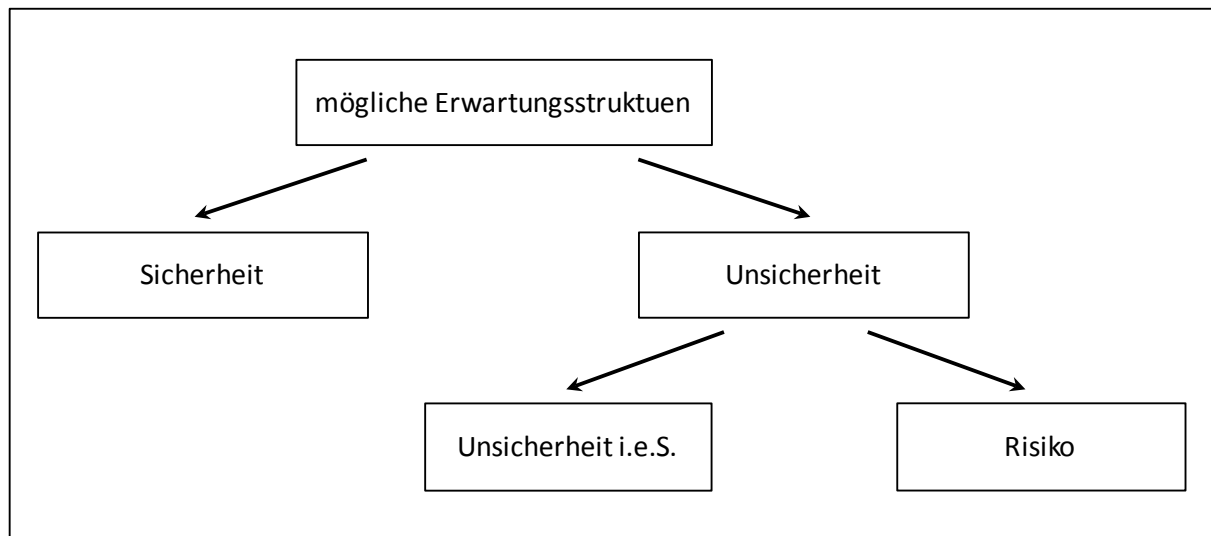 mögliche Erwartungsstruktuen
Sicherheit
Unsicherheit
Unsicherheit i.e.S.
Risiko